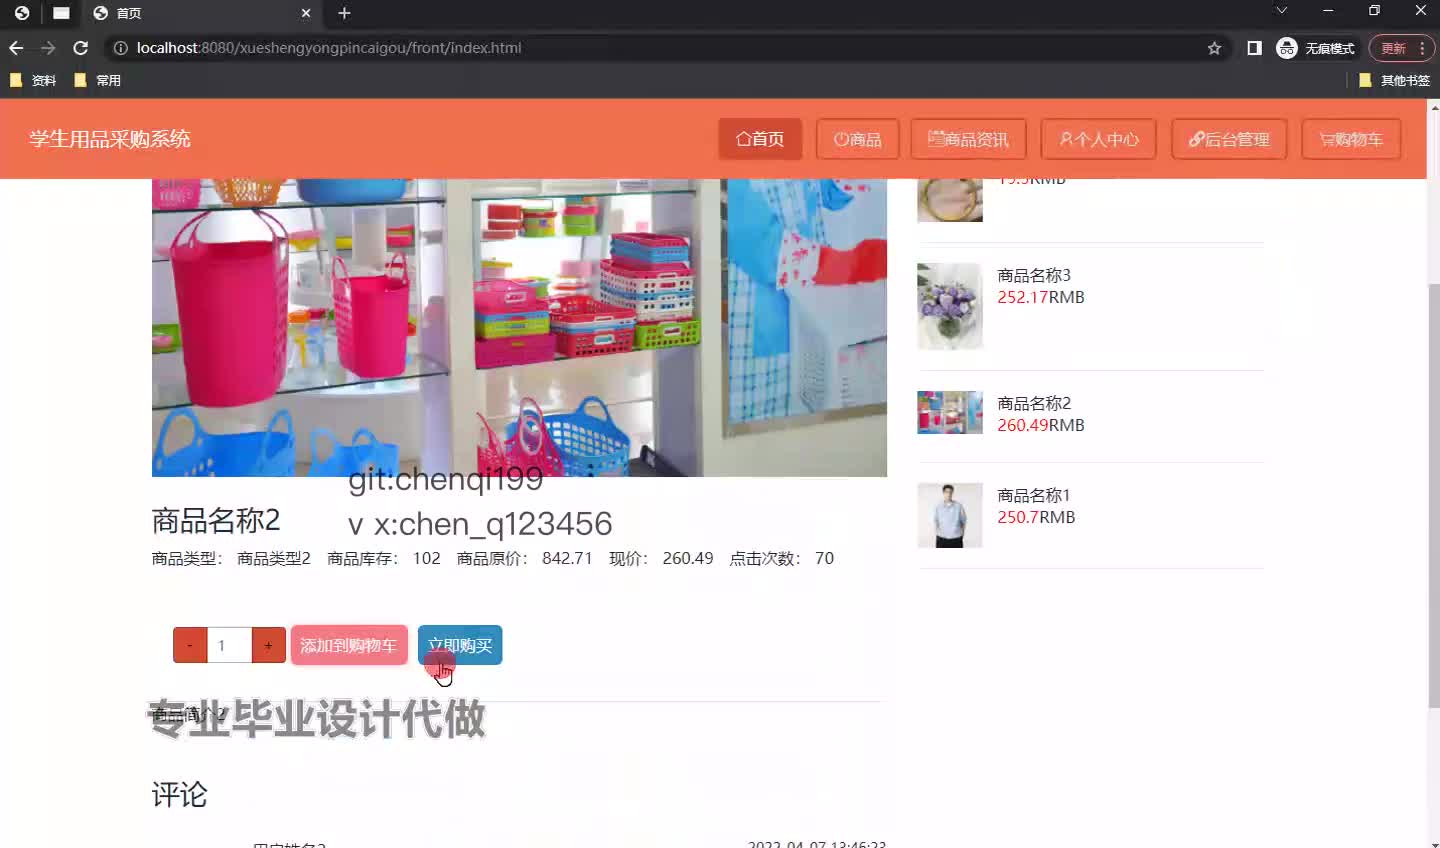 首页
localhost:8080/xueshengyongpincaigou/front/index.html
无痕模式
更新
资料
常用
其他书签
学生用品采购系统
首页
商品
商品资讯
个人中心
后台管理
购物车
19.5RMB
商品名称3
252.17RMB
商品名称2
260.49RMB
商品名称1
250.7RMB
git:chenqi199
v x:chen_q123456
商品名称2
商品类型： 商品类型2 商品库存： 102 商品原价： 842.71 现价： 260.49 点击次数： 70
- 1 + 添加到购物车 立即购买
商品简介2
专业毕业设计代做
评论
用户姓名2
2022-04-07 13:46:23